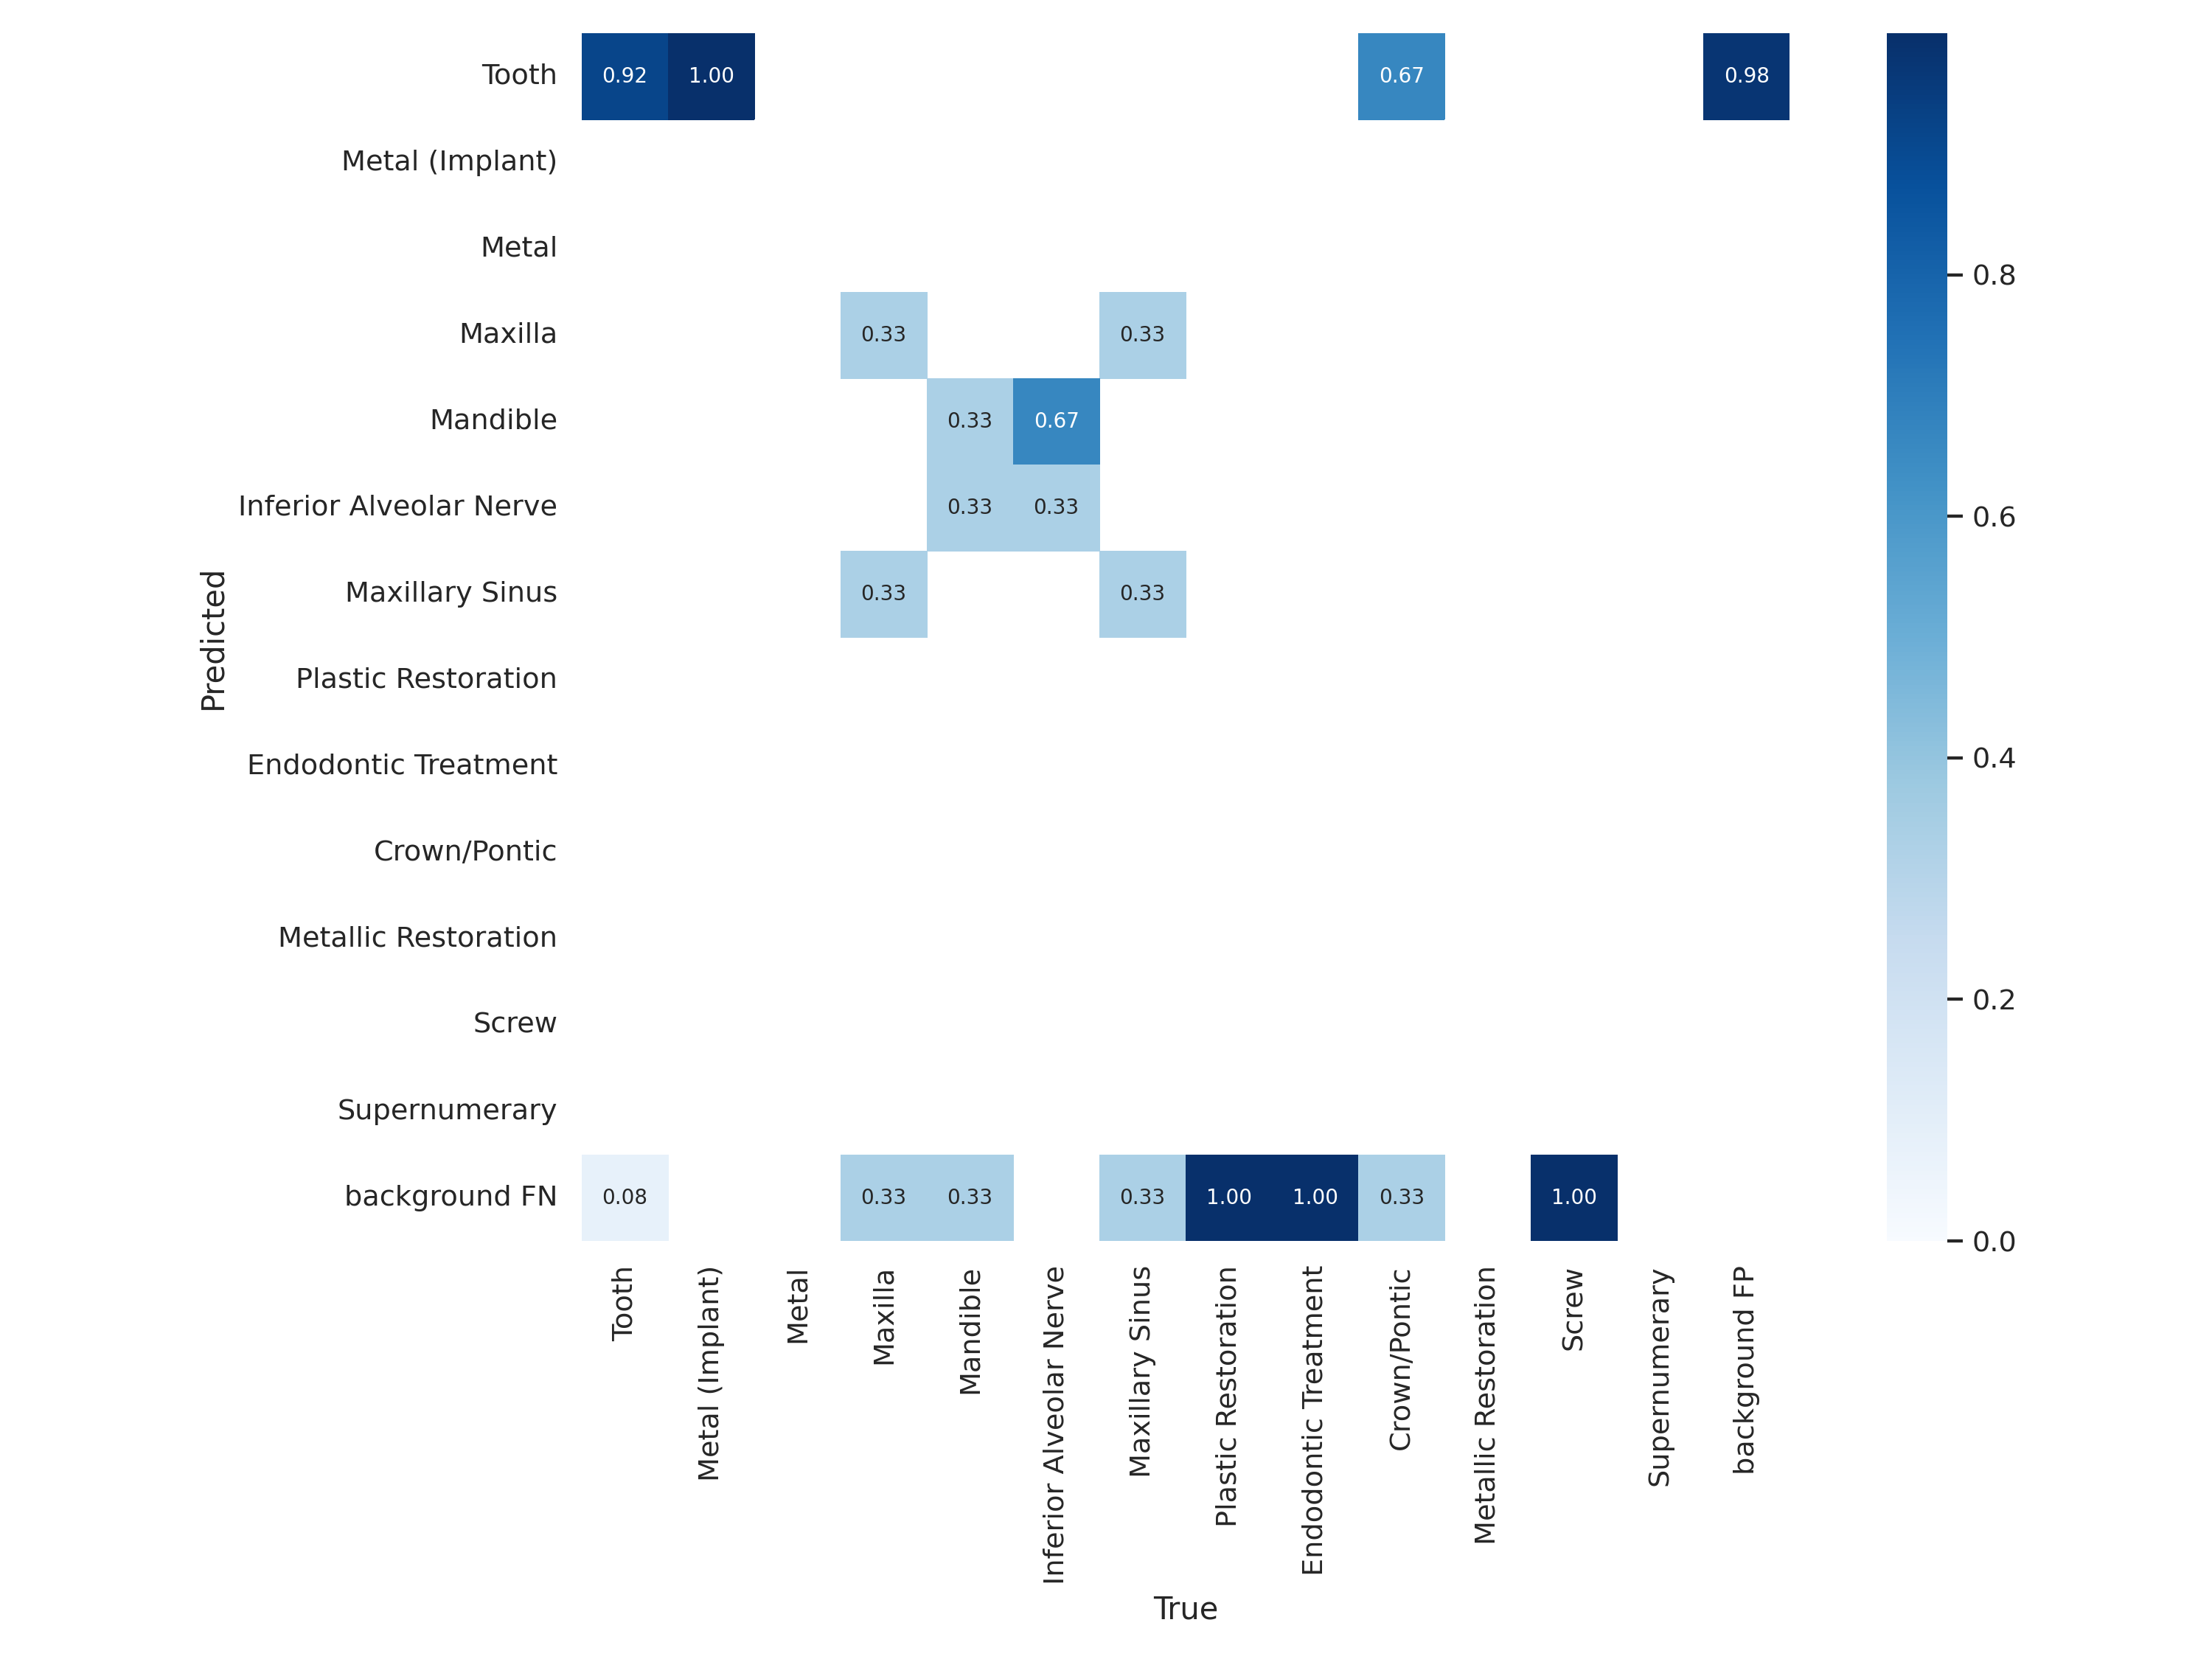 Tooth 0.92 1.00 0.67 0.98
Metal (Implant)
Metal
Maxilla 0.33 0.33
Mandible 0.33 0.67
Inferior Alveolar Nerve 0.33 0.33
Maxillary Sinus 0.33 0.33
Plastic Restoration
Endodontic Treatment
Crown/Pontic
Metallic Restoration
Screw
Supernumerary
background FN 0.08 0.33 0.33 0.33 1.00 1.00 0.33 1.00
Predicted
Tooth
Metal (Implant)
Metal
Maxilla
Mandible
Inferior Alveolar Nerve
Maxillary Sinus
Plastic Restoration
Endodontic Treatment
Crown/Pontic
Metallic Restoration
Screw
Supernumerary
background FP
True
0.8
0.6
0.4
0.2
0.0